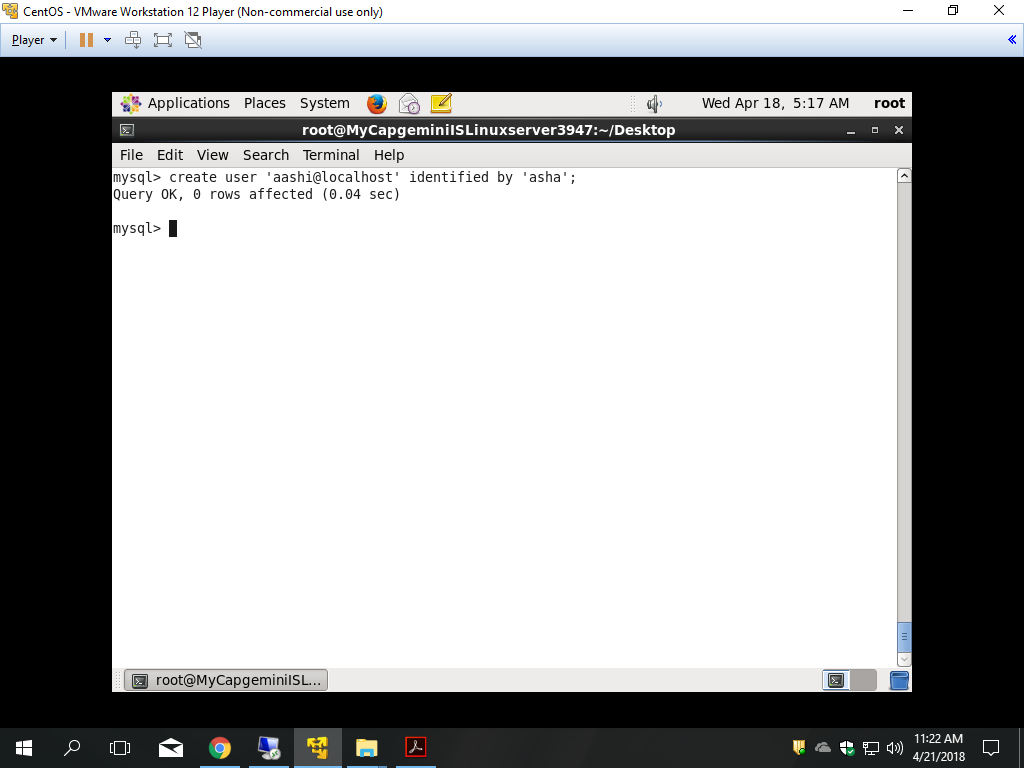 CentOS - VMware Workstation 12 Player (Non-commercial use only)
Player
Applications Places System Wed Apr 18, 5:17 AM root
root@MyCapgeminiISLinuxserver3947:~/Desktop
File Edit View Search Terminal Help
mysql> create user 'aashi@localhost' identified by 'asha';
Query OK, 0 rows affected (0.04 sec)
mysql>
root@MyCapgeminiISL...
11:22 AM
4/21/2018